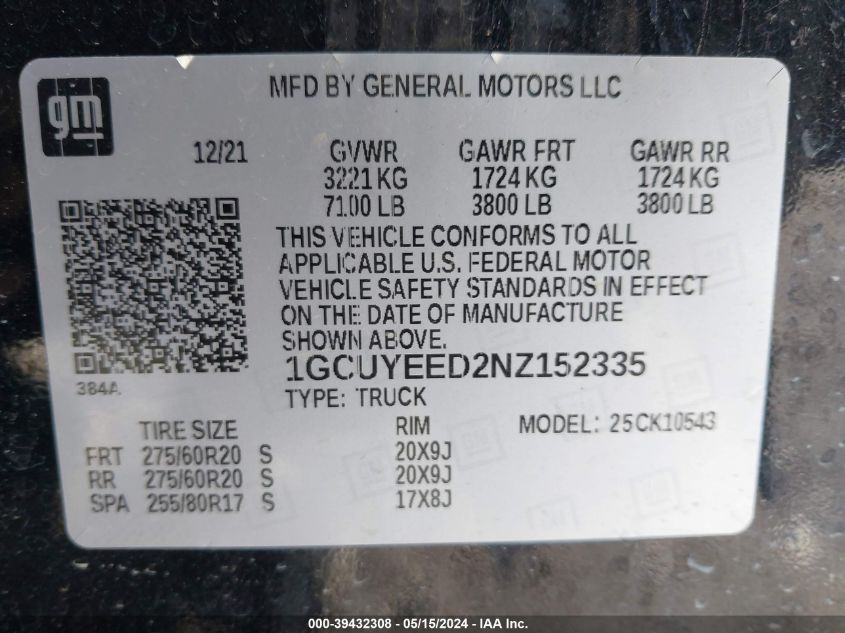 gm
MFD BY GENERAL MOTORS LLC
12/21 GVWR GAWR FRT GAWR RR
3221 KG 1724 KG 1724 KG
7100 LB 3800 LB 3800 LB
THIS VEHICLE CONFORMS TO ALL
APPLICABLE U.S. FEDERAL MOTOR
VEHICLE SAFETY STANDARDS IN EFFECT
ON THE DATE OF MANUFACTURE
SHOWN ABOVE.
1GCUYEED2NZ152335
384A
TYPE: TRUCK
TIRE SIZE RIM MODEL: 25CK10543
FRT 275/60R20 S 20X9J
RR 275/60R20 S 20X9J
SPA 255/80R17 S 17X8J
1000-39432308 - 05/15/2024 - IAA Inc.